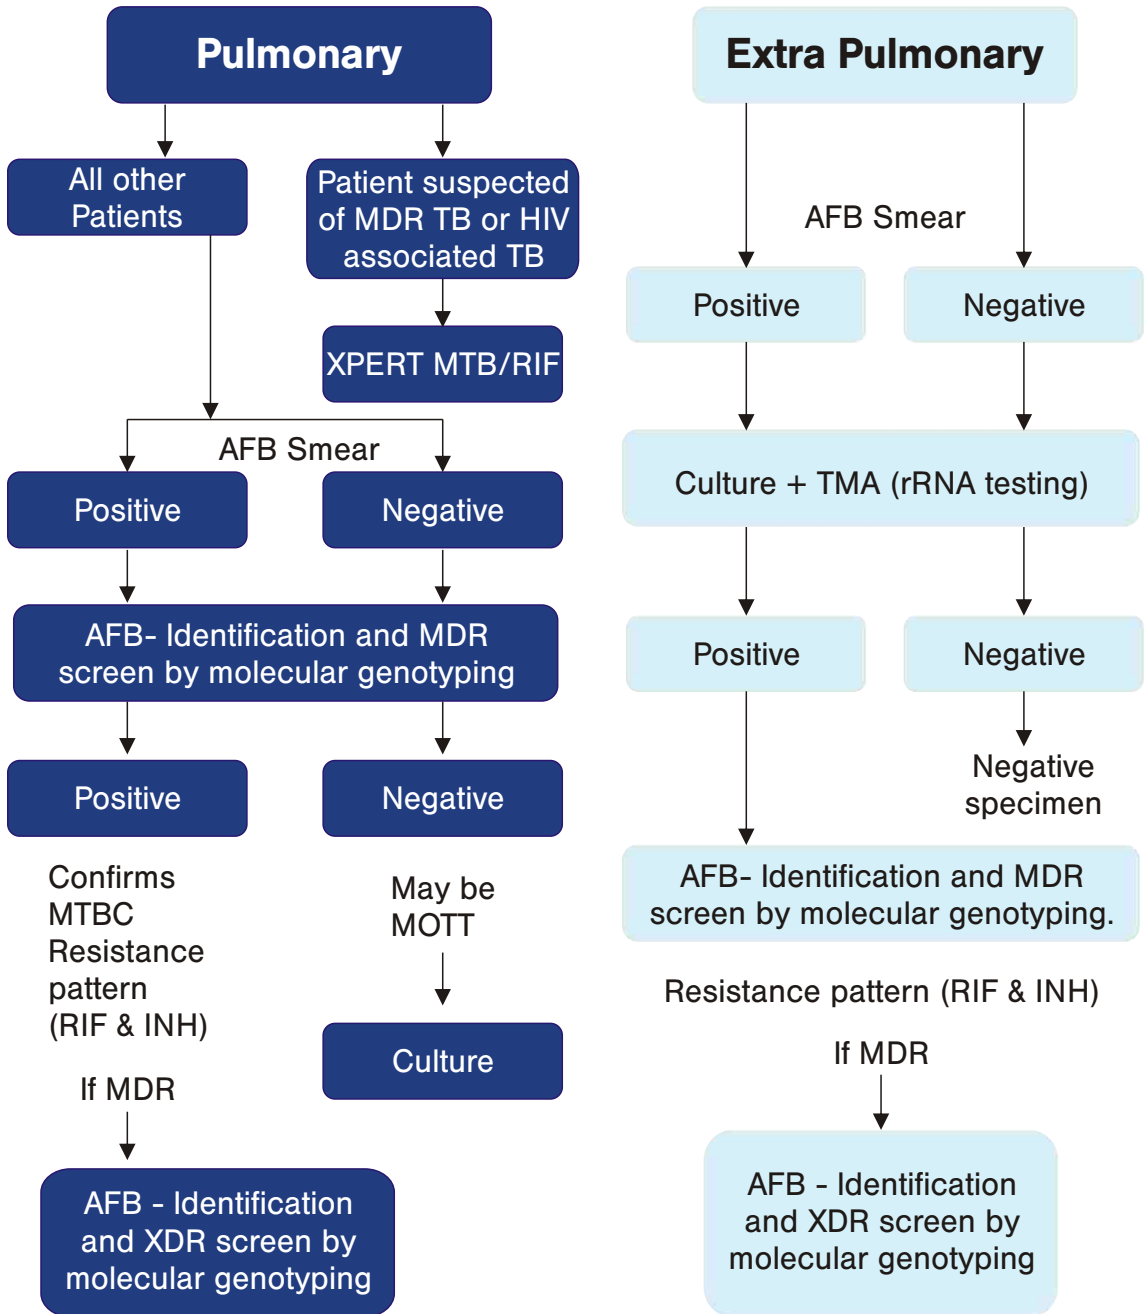 Pulmonary
All other
Patients
Patient suspected
of MDR TB or HIV
associated TB
XPERT MTB/RIF
AFB Smear
Positive
Negative
AFB- Identification and MDR
screen by molecular genotyping
Positive
Negative
Confirms
MTBC
Resistance
pattern
(RIF & INH)
May be
MOTT
Culture
If MDR
AFB - Identification
and XDR screen by
molecular genotyping
Extra Pulmonary
AFB Smear
Positive
Negative
Culture + TMA (rRNA testing)
Positive
Negative
Negative
specimen
AFB- Identification and MDR
screen by molecular genotyping.
Resistance pattern (RIF & INH)
If MDR
AFB - Identification
and XDR screen by
molecular genotyping